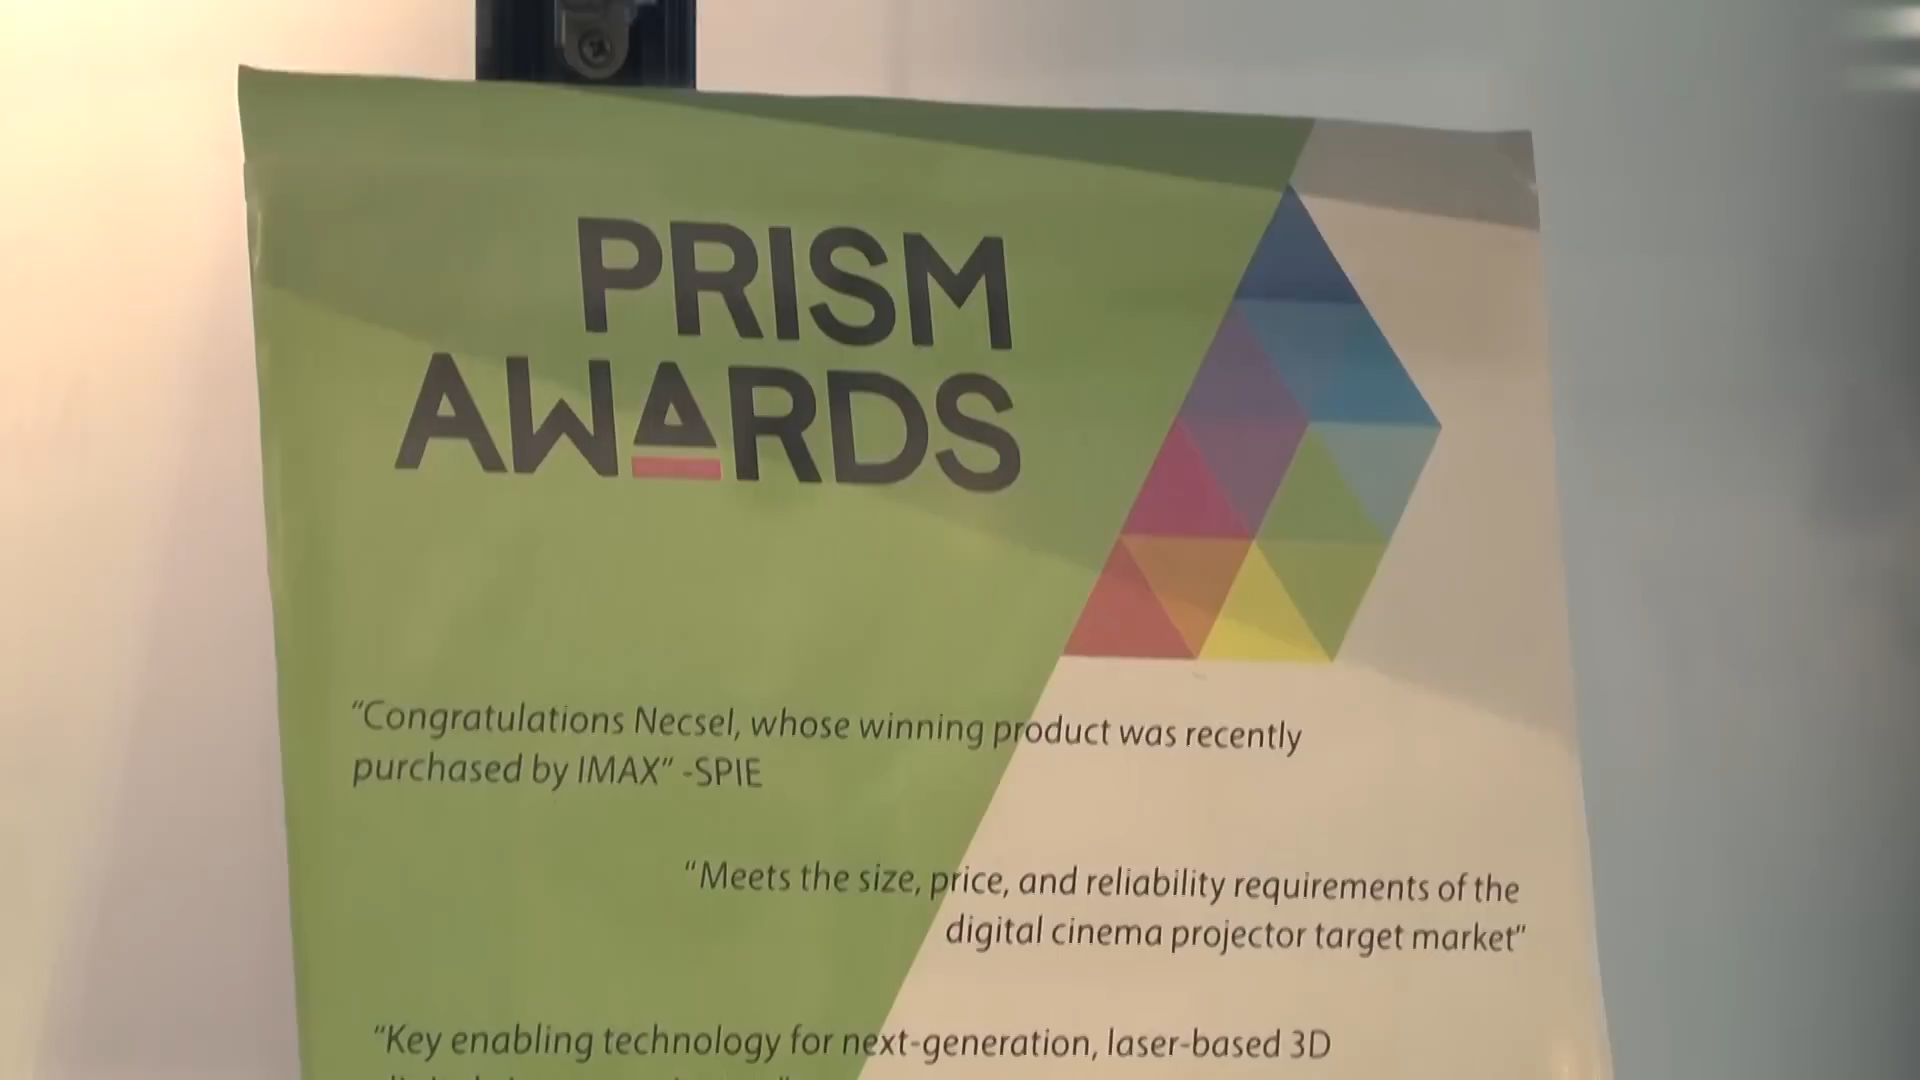 PRISM
AWARDS
“Congratulations Necsel, whose winning product was recently
purchased by IMAX” -SPIE
“Meets the size, price, and reliability requirements of the
digital cinema projector target market”
“Key enabling technology for next-generation, laser-based 3D